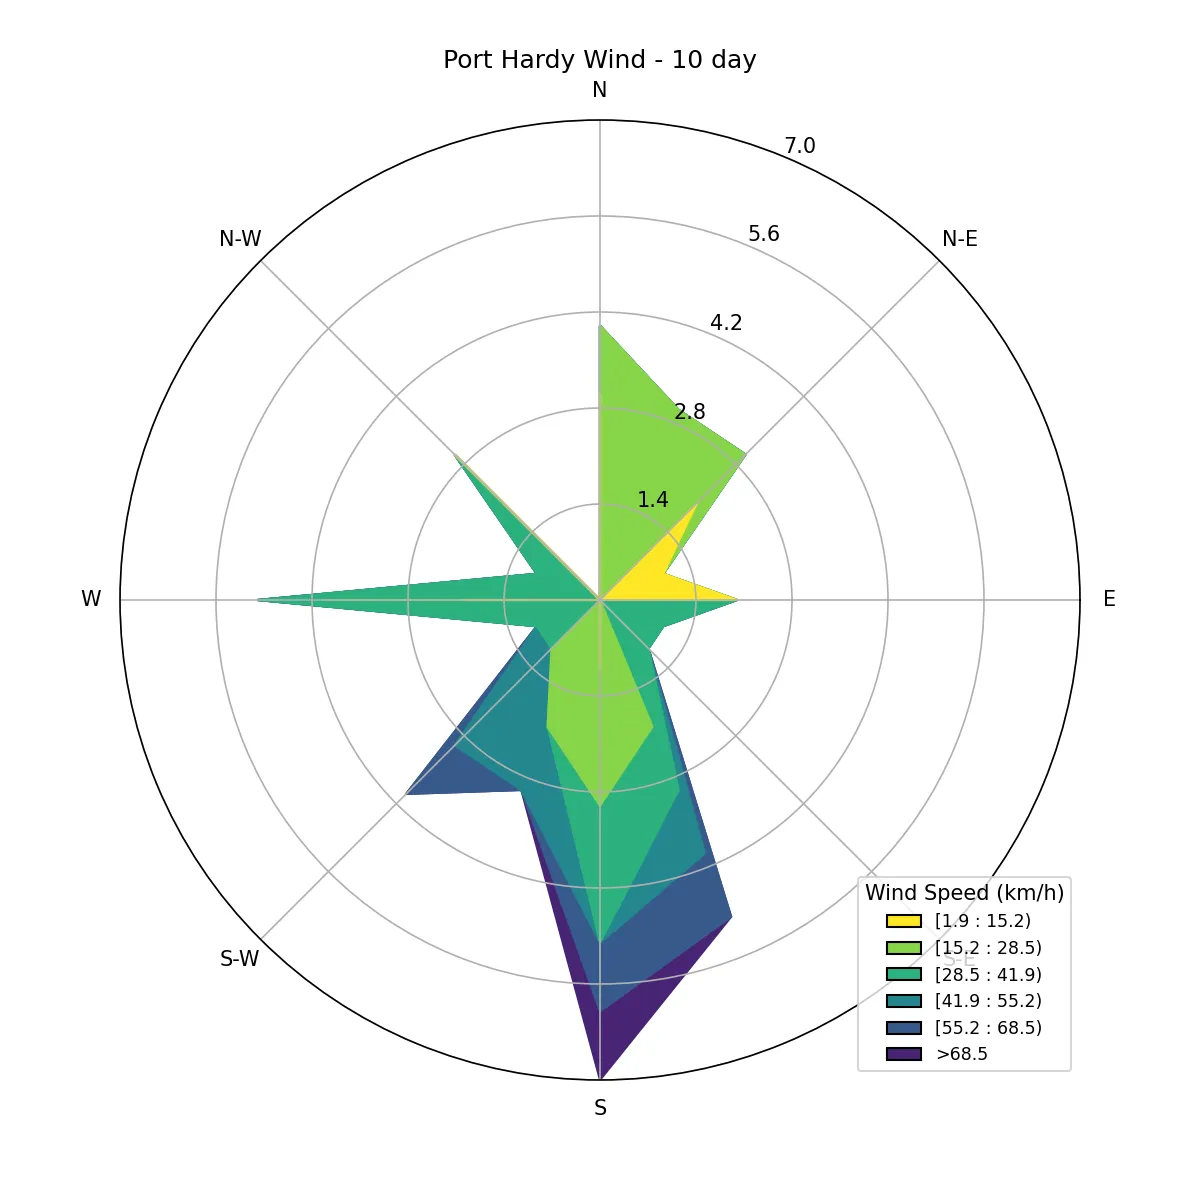 Port Hardy Wind - 10 day
N
7.0
N-W
5.6
N-E
4.2
2.8
1.4
W
E
Wind Speed (km/h)
[1.9 : 15.2)
[15.2 : 28.5)
S-W
S-E
[28.5 : 41.9)
[41.9 : 55.2)
[55.2 : 68.5)
>68.5
S